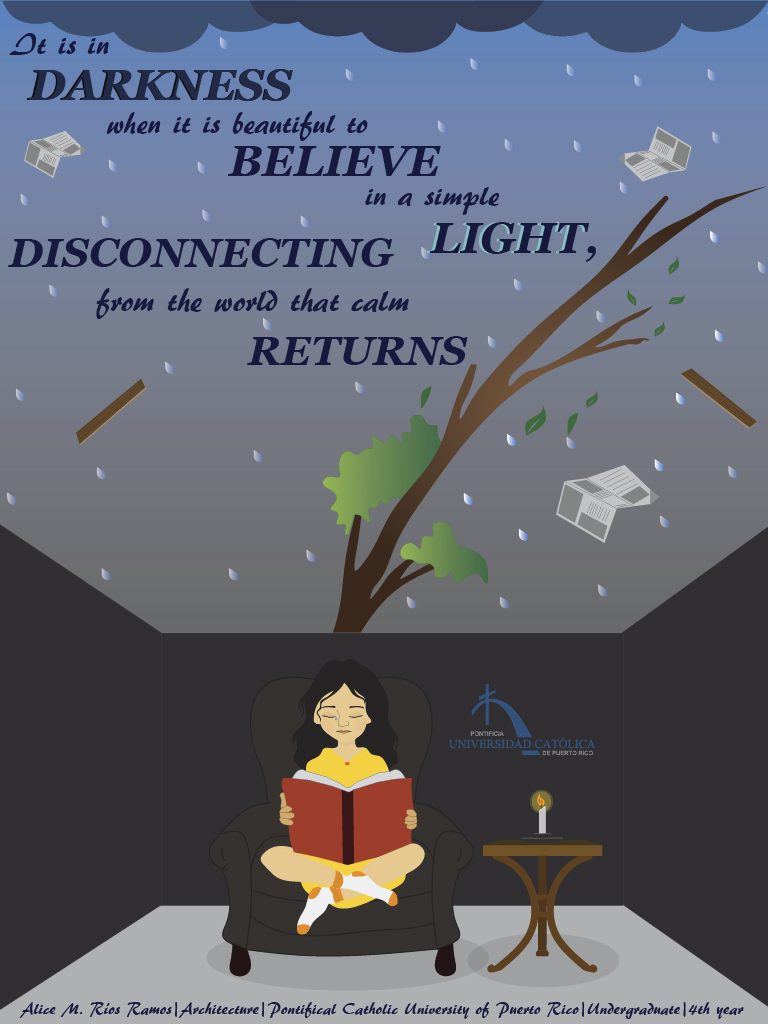 It is in
DARKNESS
when it is beautiful to
BELIEVE
in a simple
LIGHT,
DISCONNECTING
from the world that calm
RETURNS
PONTIFICIA
UNIVERSIDAD CATÓLICA
DE PUERTO RICO
Alice M. Ríos Ramos|Architecture|Pontifical Catholic University of Puerto Rico|Undergraduate|4th year